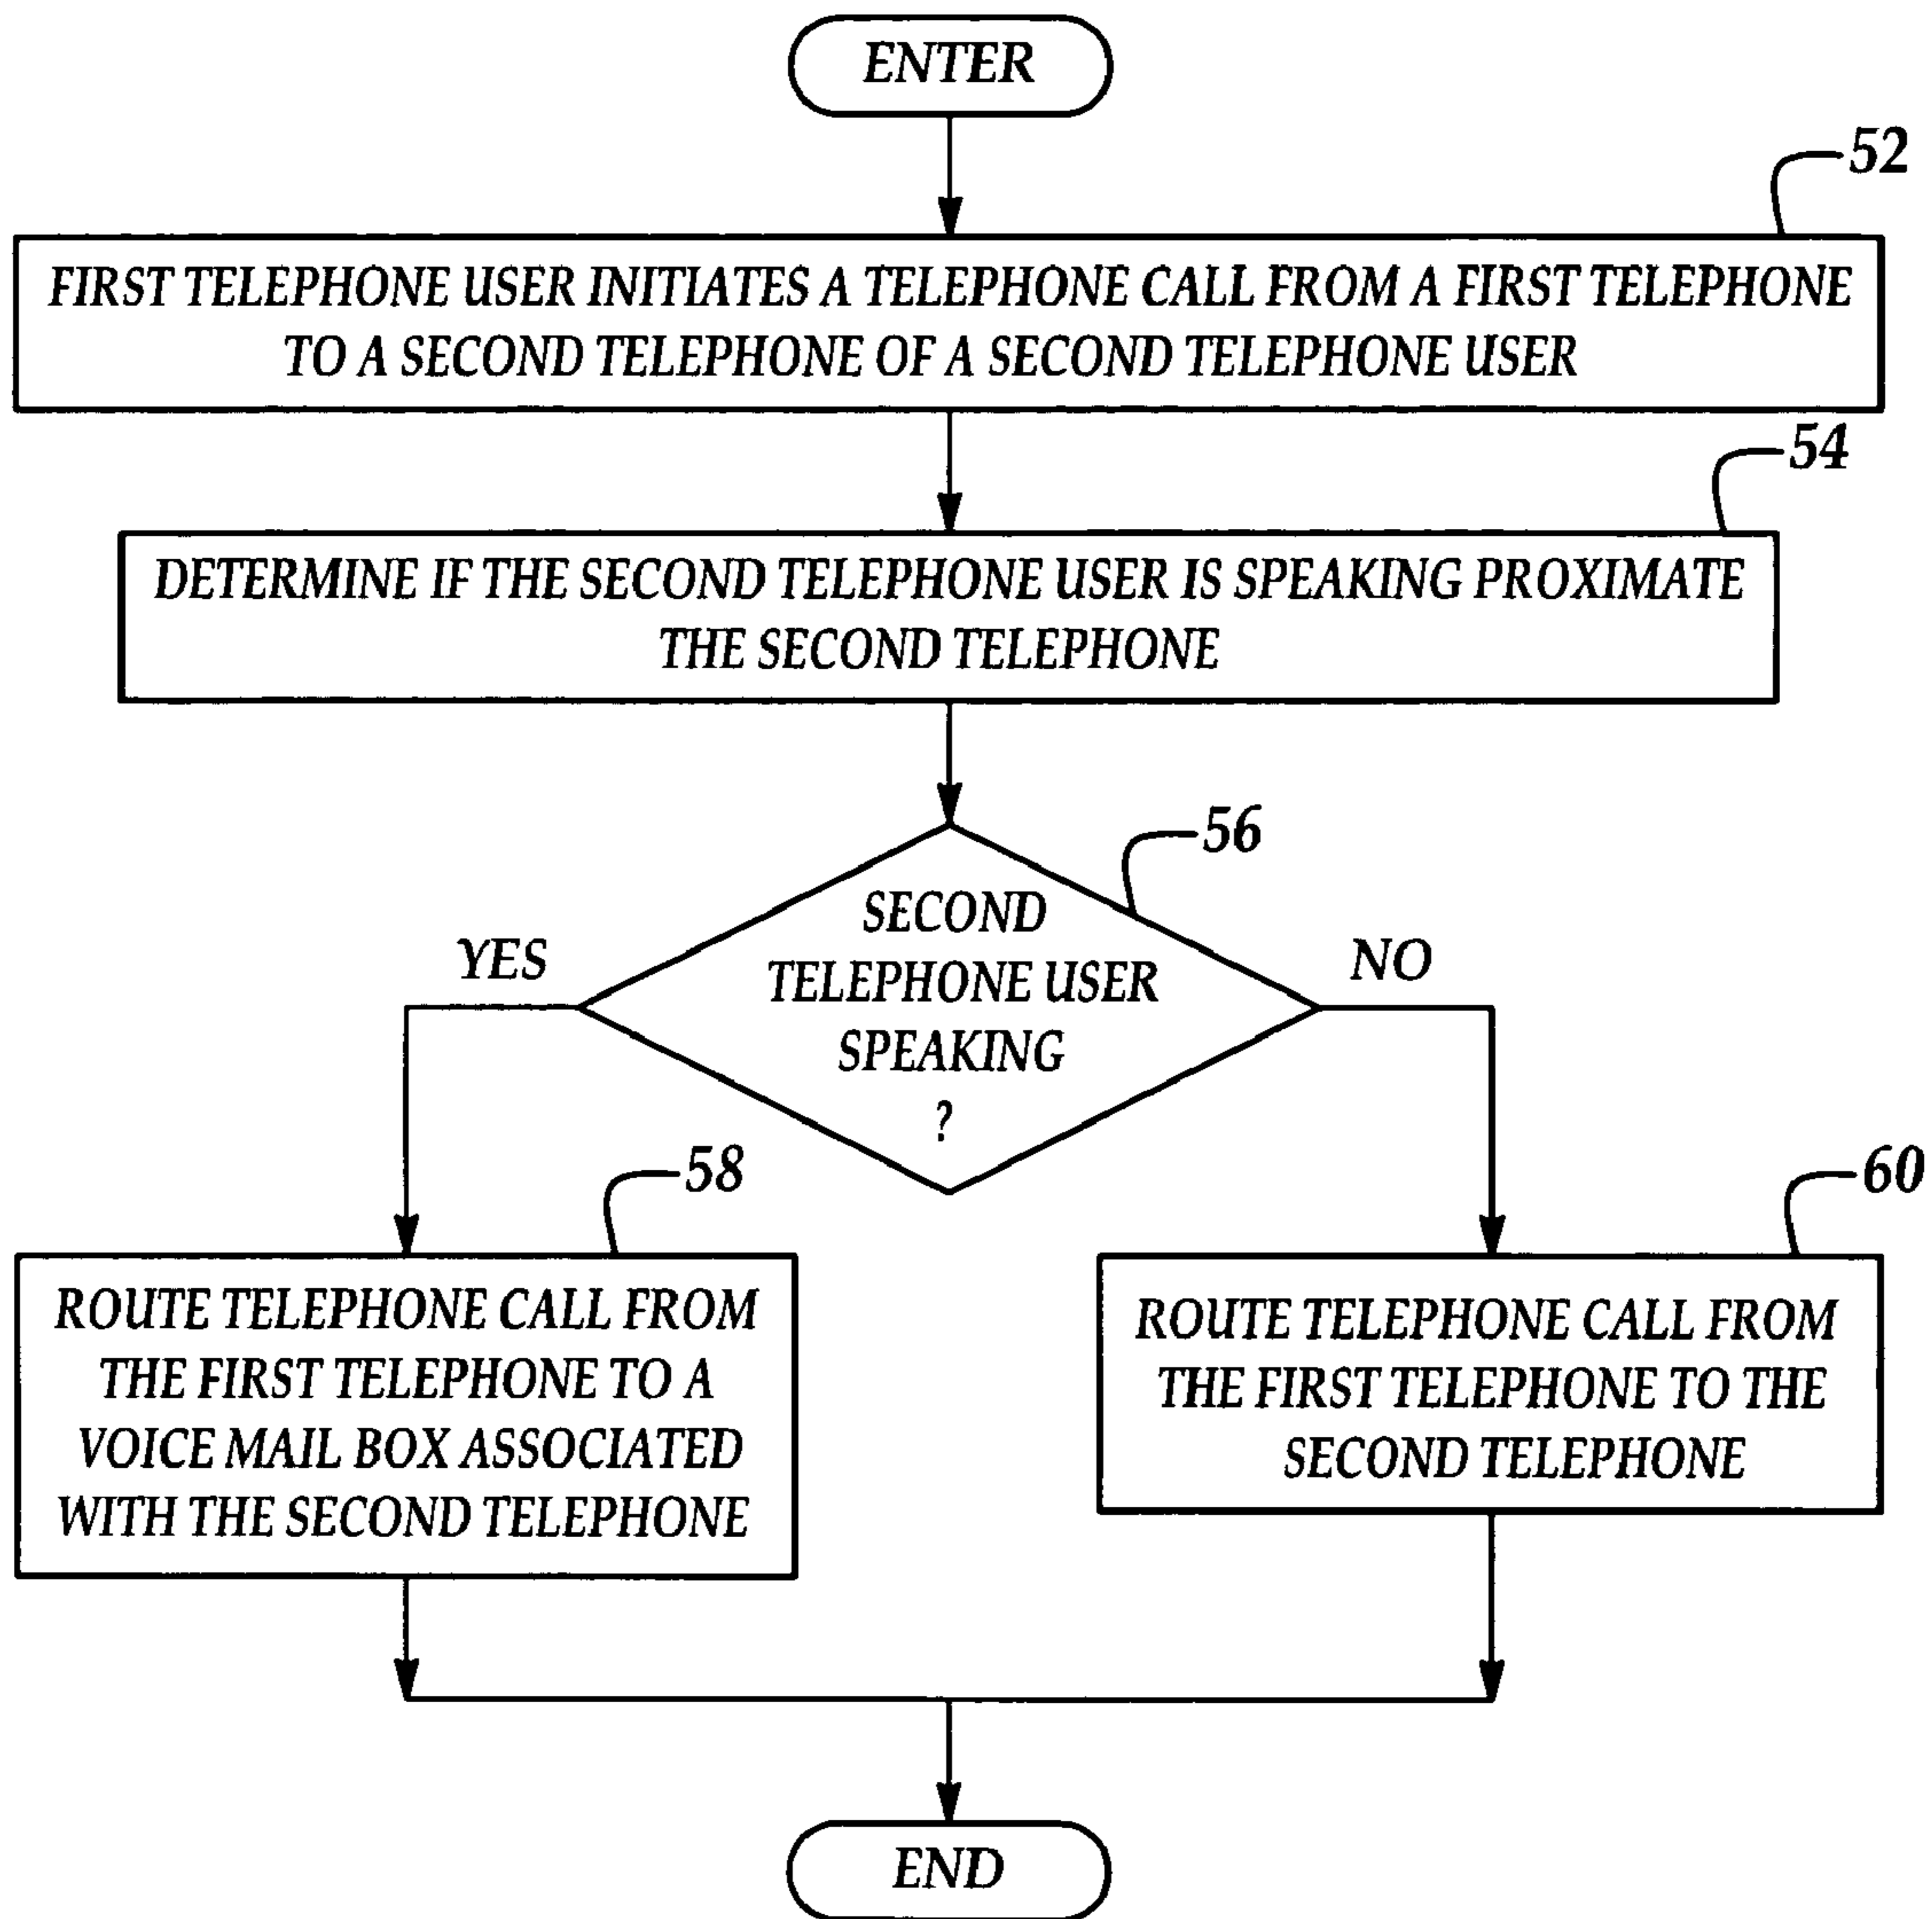 ENTER
52
FIRST TELEPHONE USER INITIATES A TELEPHONE CALL FROM A FIRST TELEPHONE
TO A SECOND TELEPHONE OF A SECOND TELEPHONE USER
54
DETERMINE IF THE SECOND TELEPHONE USER IS SPEAKING PROXIMATE
THE SECOND TELEPHONE
56
SECOND
TELEPHONE USER
SPEAKING
?
YES
NO
58
ROUTE TELEPHONE CALL FROM
THE FIRST TELEPHONE TO A
VOICE MAIL BOX ASSOCIATED
WITH THE SECOND TELEPHONE
60
ROUTE TELEPHONE CALL FROM
THE FIRST TELEPHONE TO THE
SECOND TELEPHONE
END